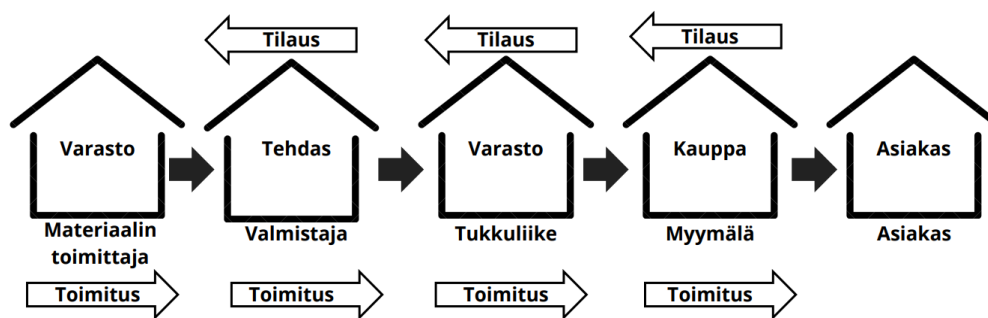 Tilaus
Tilaus
Tilaus
Varasto
Tehdas
Varasto
Kauppa
Asiakas
Materiaalin
toimittaja
Valmistaja
Tukkuliike
Myymälä
Asiakas
Toimitus
Toimitus
Toimitus
Toimitus